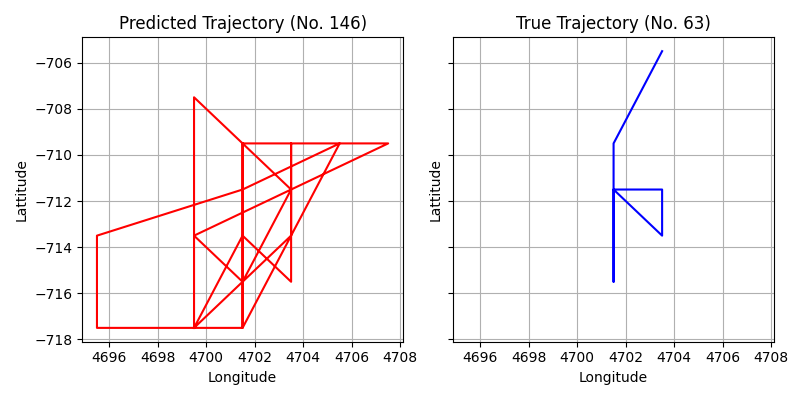 Predicted Trajectory (No. 146)
True Trajectory (No. 63)
Lattitude
−706
−708
−710
−712
−714
−716
−718
4696 4698 4700 4702 4704 4706 4708
Longitude
Lattitude
4696 4698 4700 4702 4704 4706 4708
Longitude